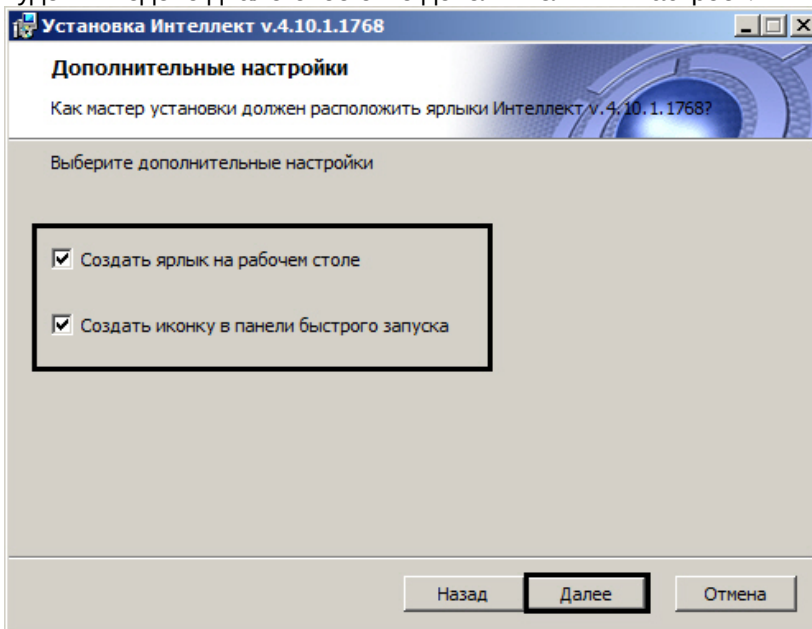 Установка Интеллект v.4.10.1.1768
Дополнительные настройки
Как мастер установки должен расположить ярлыки Интеллект v.4.10.1.1768?
Выберите дополнительные настройки
Создать ярлык на рабочем столе
Создать иконку в панели быстрого запуска
Назад Далее Отмена